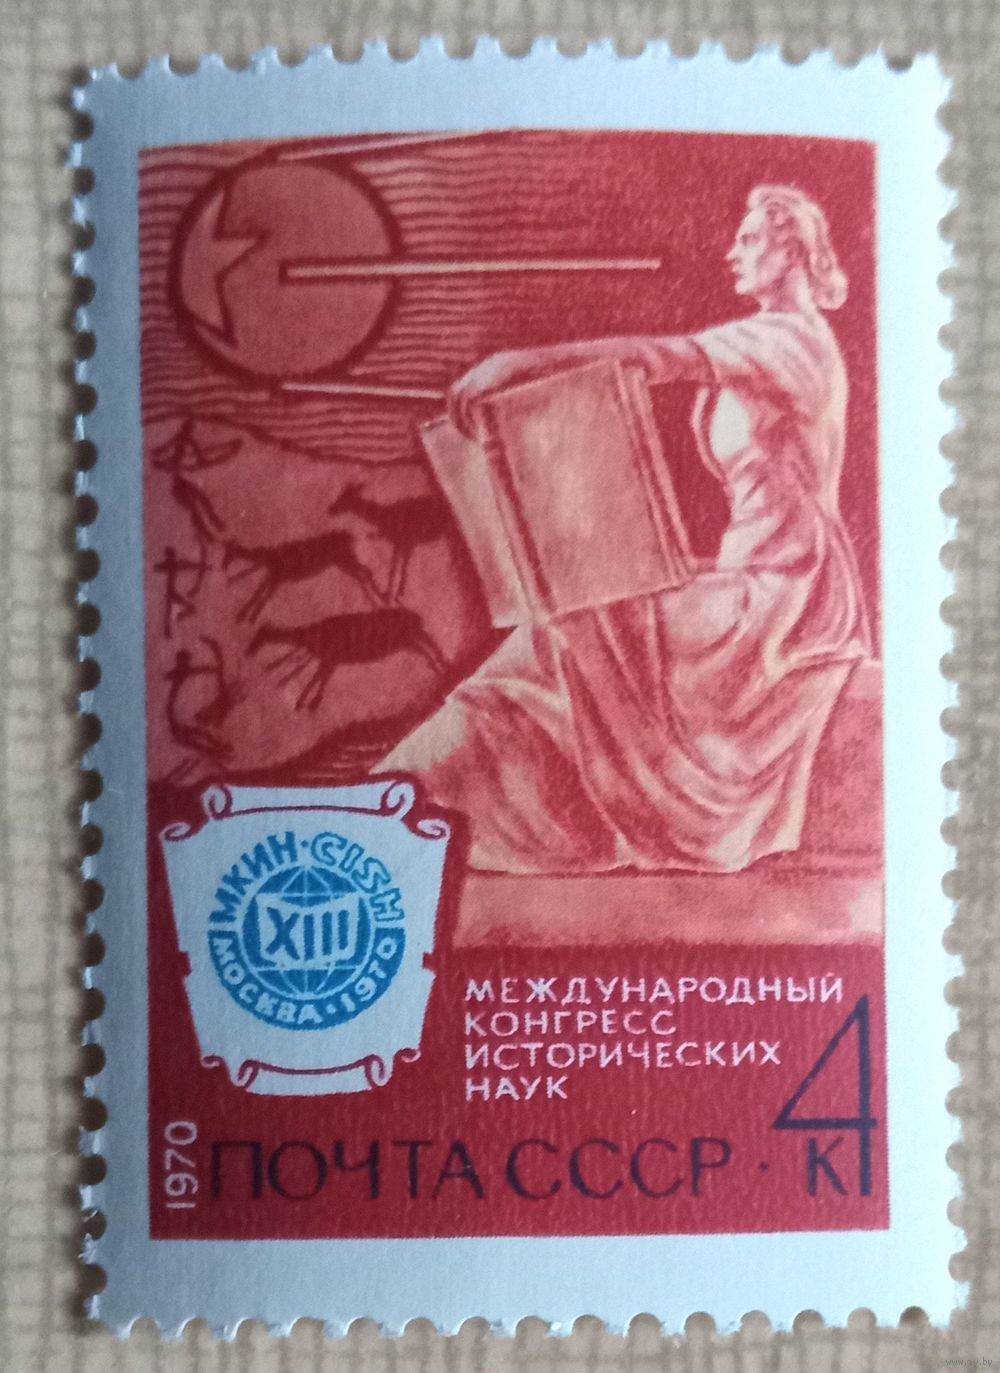 МКИН·CISH
XIII
МОСКВА·1970
МЕЖДУНАРОДНЫЙ
КОНГРЕСС
ИСТОРИЧЕСКИХ
НАУК
4
к
1970
ПОЧТА СССР·